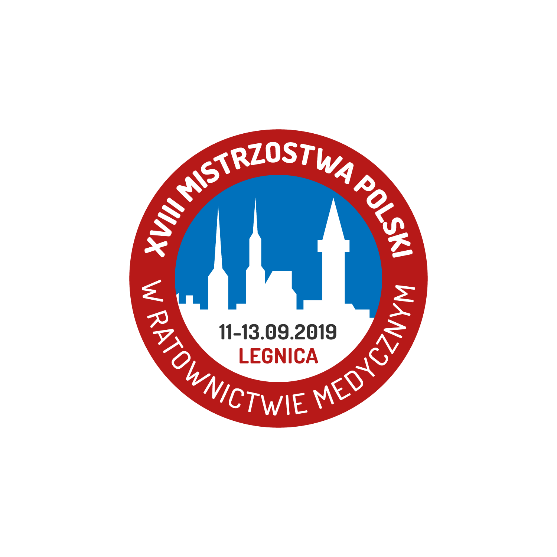 XVIII MISTRZOSTWA POLSKI
11-13.09.2019
LEGNICA
W RATOWNICTWIE MEDYCZNYM